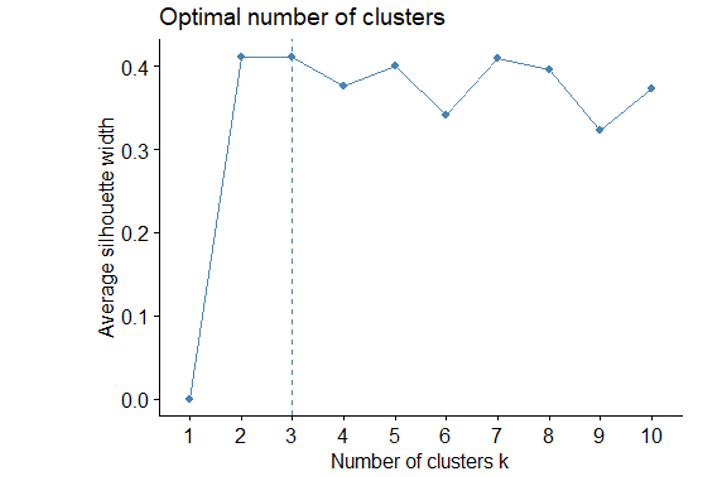 Optimal number of clusters
Average silhouette width
0.4
0.3
0.2
0.1
0.0
1 2 3 4 5 6 7 8 9 10
Number of clusters k